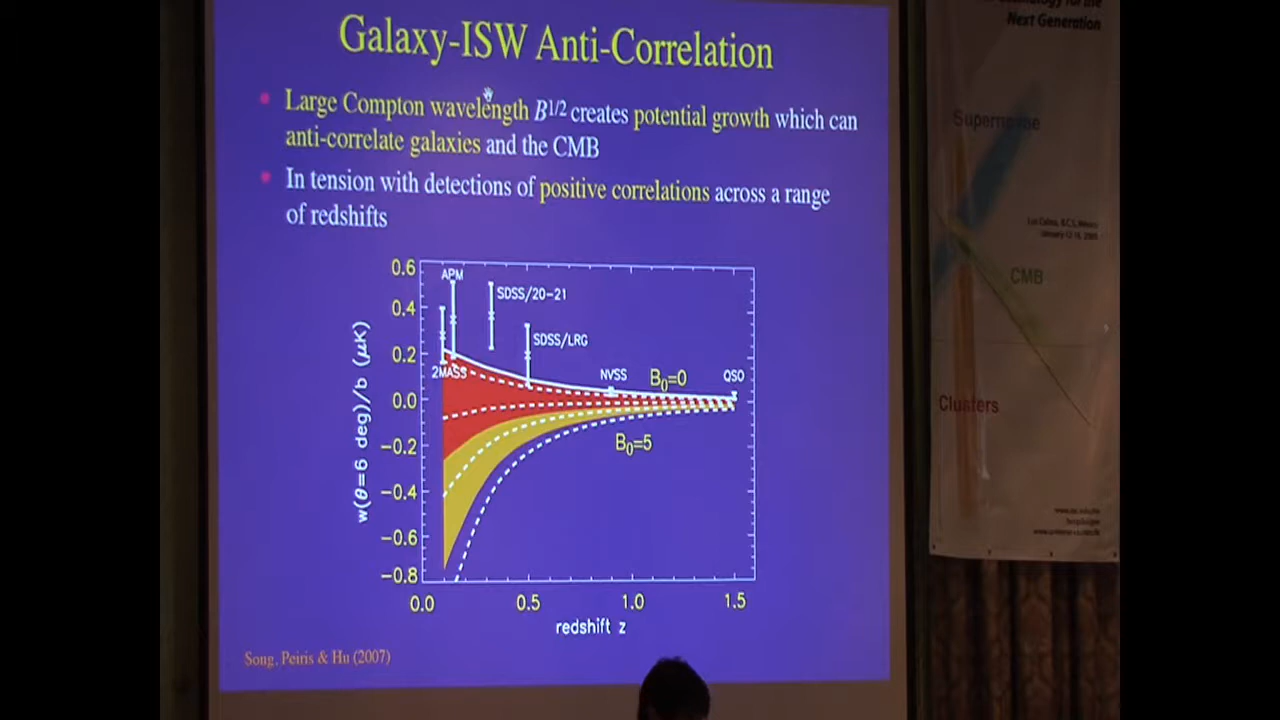 Galaxy-ISW Anti-Correlation
Large Compton wavelength B1/2 creates potential growth which can
anti-correlate galaxies and the CMB
In tension with detections of positive correlations across a range
of redshifts
0.6
0.4
0.2
0.0
−0.2
−0.4
−0.6
−0.8
w(θ=6 deg)/b (μK)
APM
SDSS/20−21
SDSS/LRG
2MASS
NVSS
B0=0
QSO
B0=5
0.0
0.5
1.0
1.5
redshift z
Song, Peiris & Hu (2007)
for the
Next Generation
Supernovae
CMB
Clusters